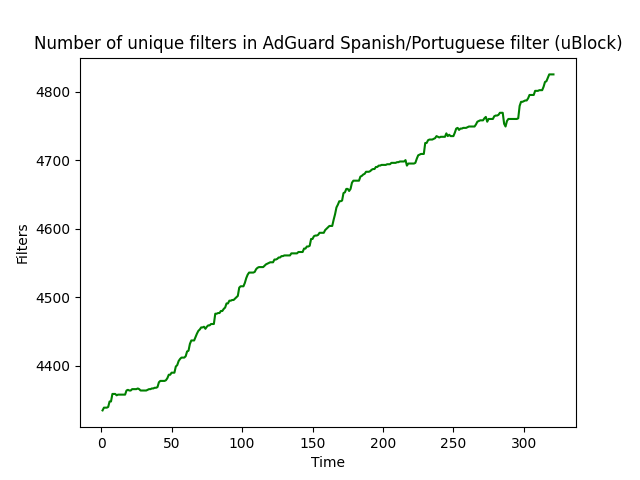 Number of unique filters in AdGuard Spanish/Portuguese filter (uBlock)
Filters
4800
4700
4600
4500
4400
0 50 100 150 200 250 300
Time